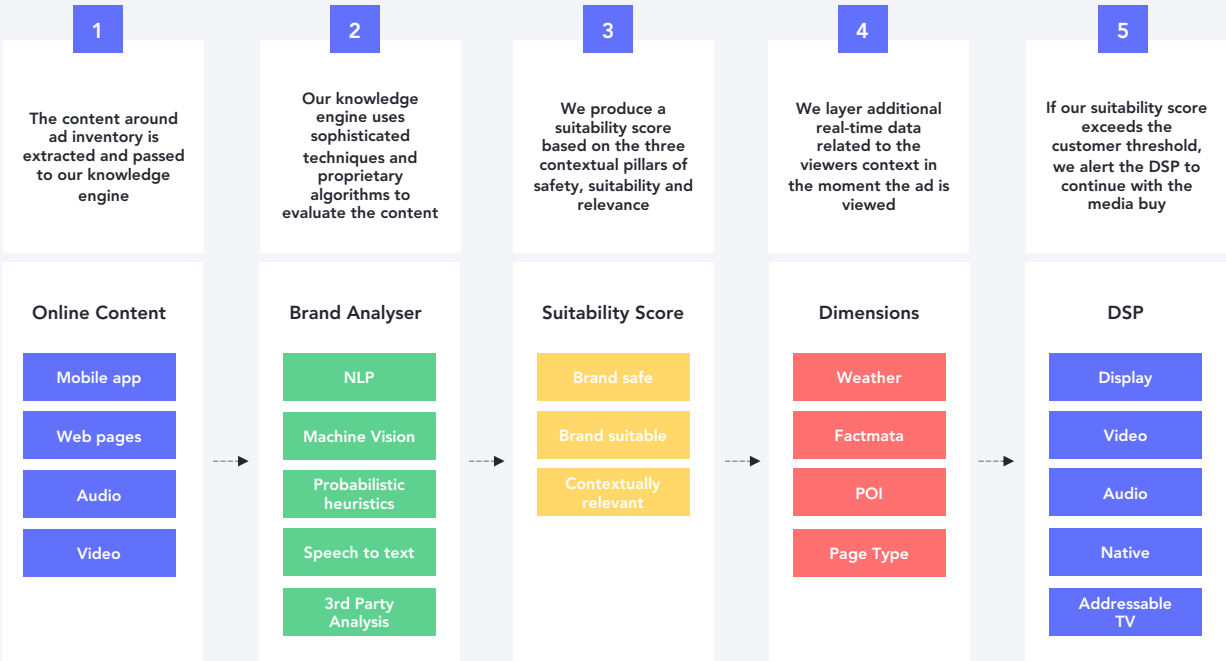 1
The content around
ad inventory is
extracted and passed
to our knowledge
engine
2
Our knowledge
engine uses
sophisticated
techniques and
proprietary
algorithms to
evaluate the content
3
We produce a
suitability score
based on the three
contextual pillars of
safety, suitability and
relevance
4
We layer additional
real-time data
related to the
viewers context in
the moment the ad is
viewed
5
If our suitability score
exceeds the
customer threshold,
we alert the DSP to
continue with the
media buy
Online Content
Mobile app
Web pages
Audio
Video
Brand Analyser
NLP
Machine Vision
Probabilistic
heuristics
Speech to text
3rd Party
Analysis
Suitability Score
Brand safe
Brand suitable
Contextually
relevant
Dimensions
Weather
Factmata
POI
Page Type
DSP
Display
Video
Audio
Native
Addressable
TV